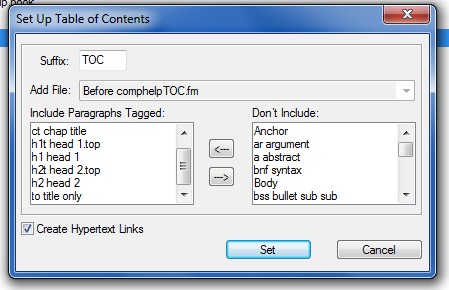 Set Up Table of Contents
Suffix: TOC
Add File: Before comphelpTOC.fm
Include Paragraphs Tagged:
ct chap title
h1t head 1.top
h1 head 1
h2t head 2.top
h2 head 2
to title only
<---
--->
Don't Include:
Anchor
ar argument
a abstract
bnf syntax
Body
bss bullet sub sub
Create Hypertext Links
Set
Cancel